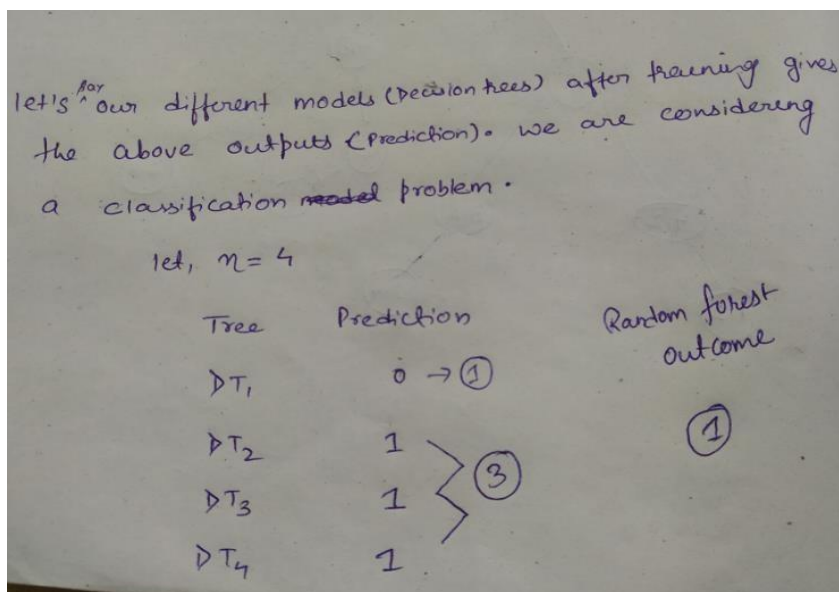 let's say our different models (Decision trees) after training gives
the above outputs (Prediction). we are considering
a classification model problem.
let, n = 4
Tree Prediction Random forest outcome
DT1 0 → 1
DT2 1 1
DT3 1 3
DT4 1